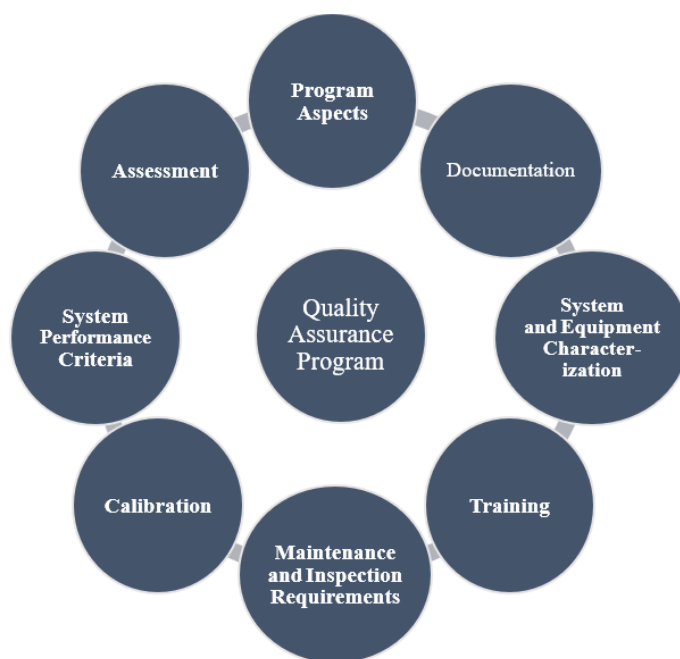 Program
Aspects
Documentation
System
and Equipment
Character-
ization
Training
Maintenance
and Inspection
Requirements
Calibration
System
Performance
Criteria
Assessment
Quality
Assurance
Program